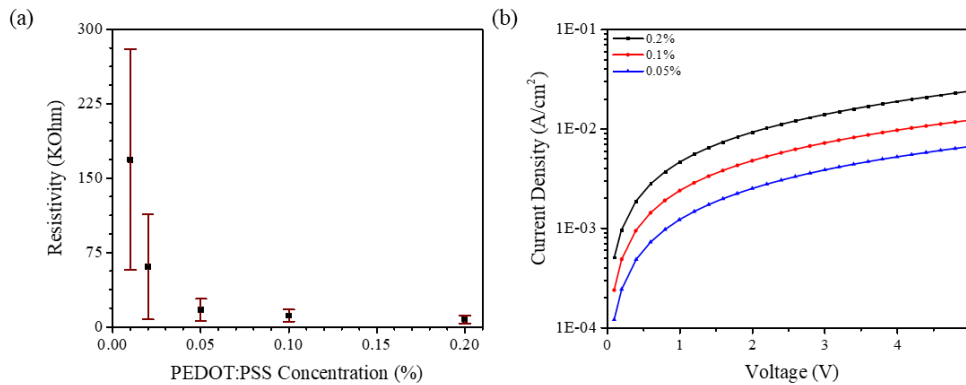 (a)
300
225
150
75
0
Resistivity (KOhm)
0.00 0.05 0.10 0.15 0.20
PEDOT:PSS Concentration (%)
(b)
1E-01
1E-02
1E-03
1E-04
Current Density (A/cm²)
0.2%
0.1%
0.05%
0 1 2 3 4
Voltage (V)